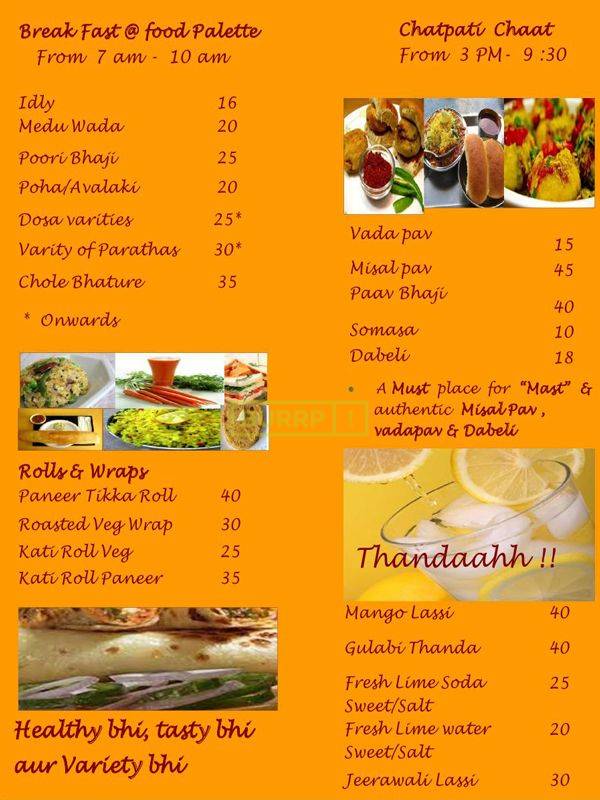 Break Fast @ food Palette
From 7 am - 10 am
Idly 16
Medu Wada 20
Poori Bhaji 25
Poha/Avalaki 20
Dosa varities 25*
Varity of Parathas 30*
Chole Bhature 35
* Onwards
Rolls & Wraps
Paneer Tikka Roll 40
Roasted Veg Wrap 30
Kati Roll Veg 25
Kati Roll Paneer 35
Healthy bhi, tasty bhi
aur Variety bhi
Chatpati Chaat
From 3 PM- 9 :30
Vada pav 15
Misal pav 45
Paav Bhaji 40
Somasa 10
Dabeli 18
• A Must place for "Mast" &
authentic Misal Pav ,
vadapav & Dabeli
Thandaahh !!
Mango Lassi 40
Gulabi Thanda 40
Fresh Lime Soda 25
Sweet/Salt
Fresh Lime water 20
Sweet/Salt
Jeerawali Lassi 30